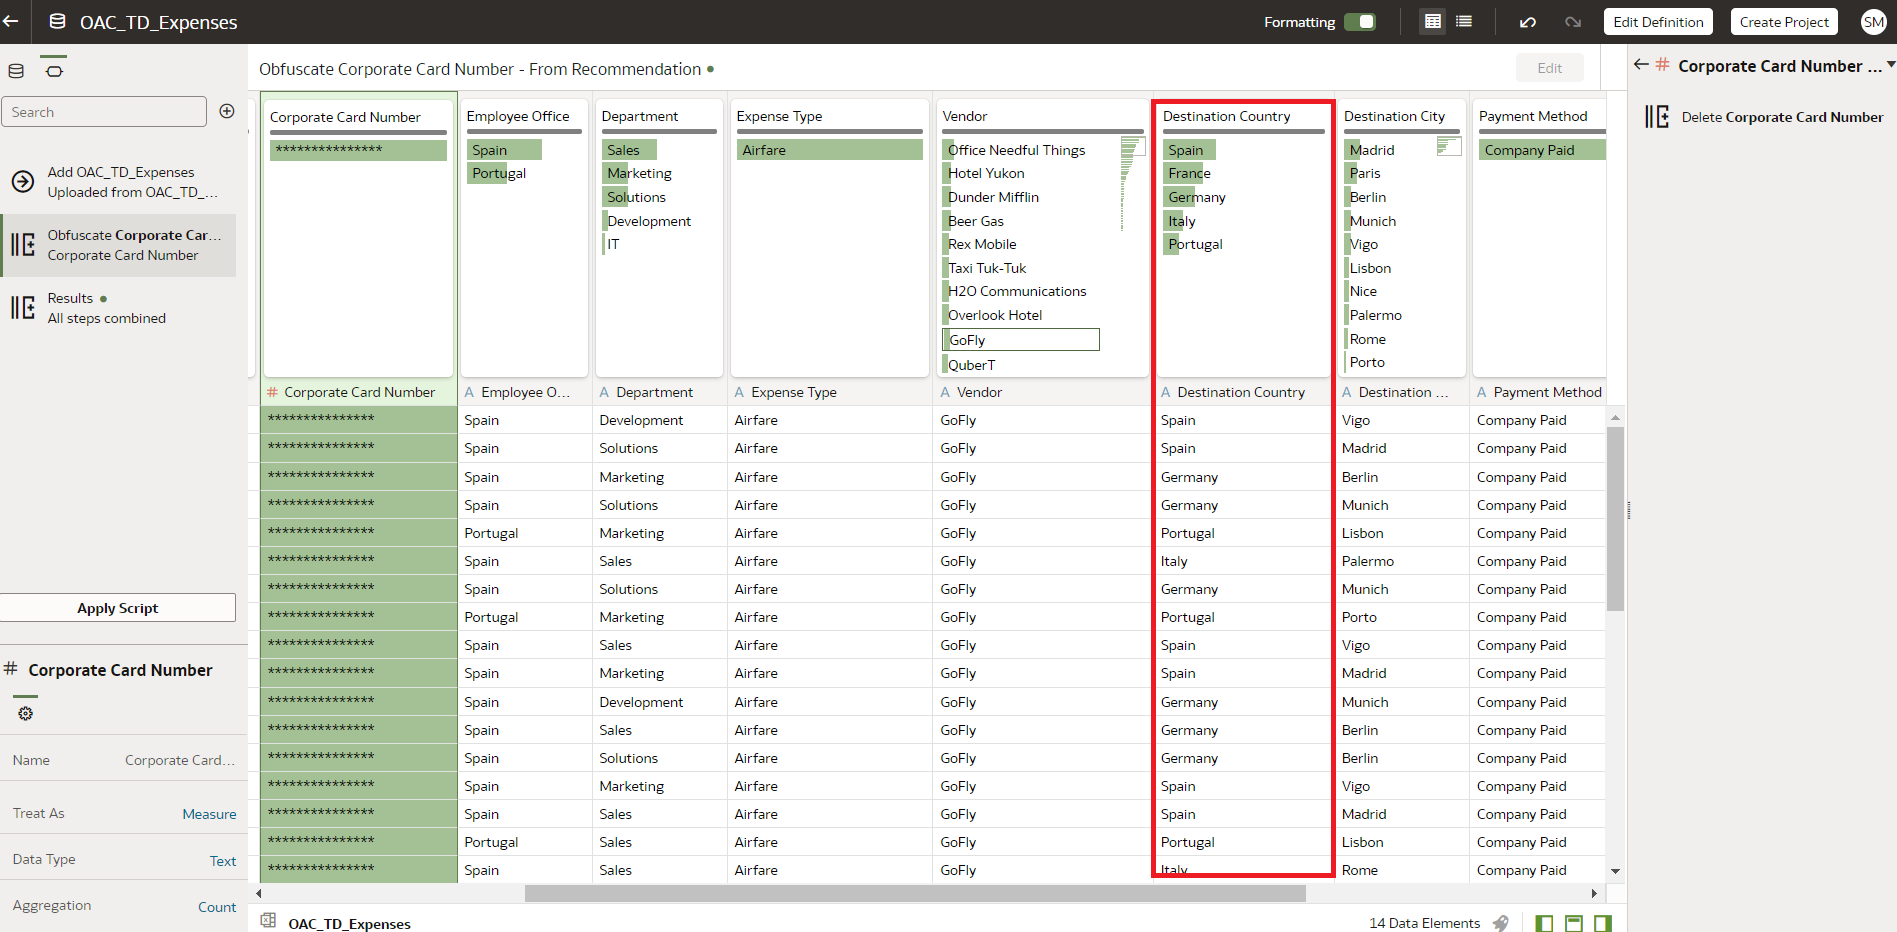 OAC_TD_Expenses
Formatting
Edit Definition
Create Project
SM
Search
Add OAC_TD_Expenses
Uploaded from OAC_TD_...
Obfuscate Corporate Car...
Corporate Card Number
Results
All steps combined
Apply Script
# Corporate Card Number
Name Corporate Card...
Treat As Measure
Data Type Text
Aggregation Count
Obfuscate Corporate Card Number - From Recommendation
Edit
Corporate Card Number
***************
Employee Office
Spain
Portugal
Department
Sales
Marketing
Solutions
Development
IT
Expense Type
Airfare
Vendor
Office Needful Things
Hotel Yukon
Dunder Mifflin
Beer Gas
Rex Mobile
Taxi Tuk-Tuk
H2O Communications
Overlook Hotel
GoFly
QuberT
Destination Country
Spain
France
Germany
Italy
Portugal
Destination City
Madrid
Paris
Berlin
Munich
Vigo
Lisbon
Nice
Palermo
Rome
Porto
Payment Method
Company Paid
# Corporate Card Number A Employee O... A Department A Expense Type A Vendor A Destination Country A Destination ... A Payment Method
*************** Spain Development Airfare GoFly Spain Vigo Company Paid
*************** Spain Solutions Airfare GoFly Spain Madrid Company Paid
*************** Spain Marketing Airfare GoFly Germany Berlin Company Paid
*************** Spain Solutions Airfare GoFly Germany Munich Company Paid
*************** Portugal Marketing Airfare GoFly Portugal Lisbon Company Paid
*************** Spain Sales Airfare GoFly Italy Palermo Company Paid
*************** Spain Solutions Airfare GoFly Germany Munich Company Paid
*************** Portugal Marketing Airfare GoFly Portugal Porto Company Paid
*************** Spain Sales Airfare GoFly Spain Vigo Company Paid
*************** Spain Marketing Airfare GoFly Spain Madrid Company Paid
*************** Spain Development Airfare GoFly Germany Munich Company Paid
*************** Spain Sales Airfare GoFly Germany Berlin Company Paid
*************** Spain Solutions Airfare GoFly Germany Berlin Company Paid
*************** Spain Marketing Airfare GoFly Spain Vigo Company Paid
*************** Spain Sales Airfare GoFly Spain Madrid Company Paid
*************** Portugal Sales Airfare GoFly Portugal Lisbon Company Paid
*************** Spain Sales Airfare GoFly Italy Rome Company Paid
OAC_TD_Expenses
14 Data Elements
# Corporate Card Number ...
Delete Corporate Card Number